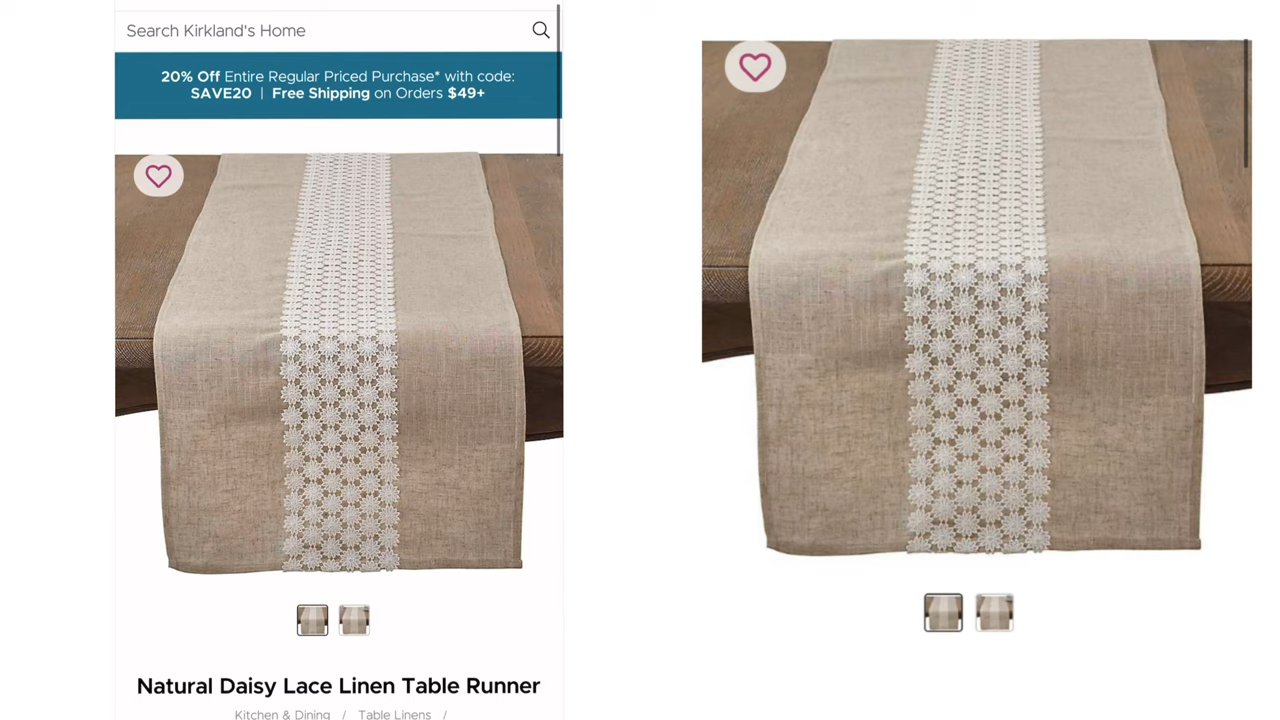 Search Kirkland's Home
20% Off Entire Regular Priced Purchase* with code:
SAVE20 | Free Shipping on Orders $49+
Natural Daisy Lace Linen Table Runner
Kitchen & Dining / Table Linens /